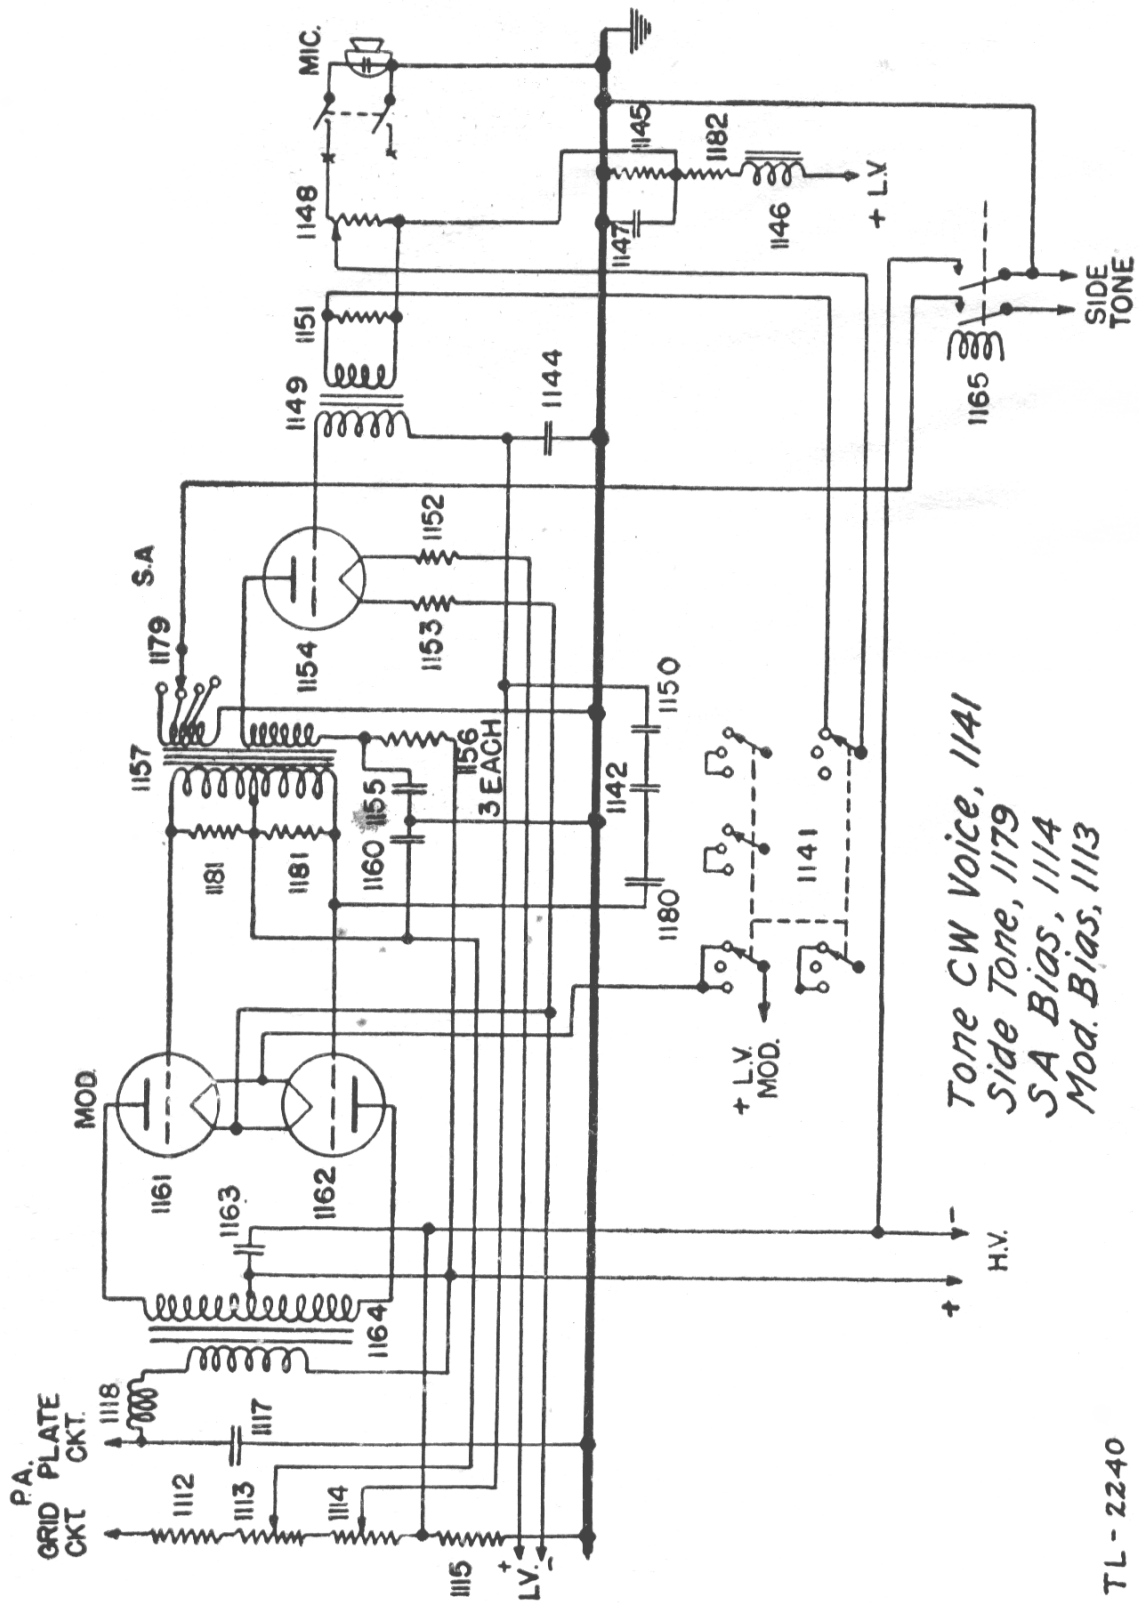 P.A.
GRID PLATE
CKT CKT.
1112
1113
1114
1115
1117
1118
+
LV.
-
1164
1163
MOD.
1161
1162
+
H.V.
-
1181
1181
1160
1155
1156
3 EACH
1157
1179
S.A
1154
1153
1152
1180
1142
1150
+ L.V.
MOD.
1141
1149
1144
1151
1148
MIC.
1147
1145
1182
1146
+ L.V
1165
SIDE
TONE
Tone CW Voice, 1141
Side Tone, 1179
SA Bias, 1114
Mod. Bias, 1113
TL-2240